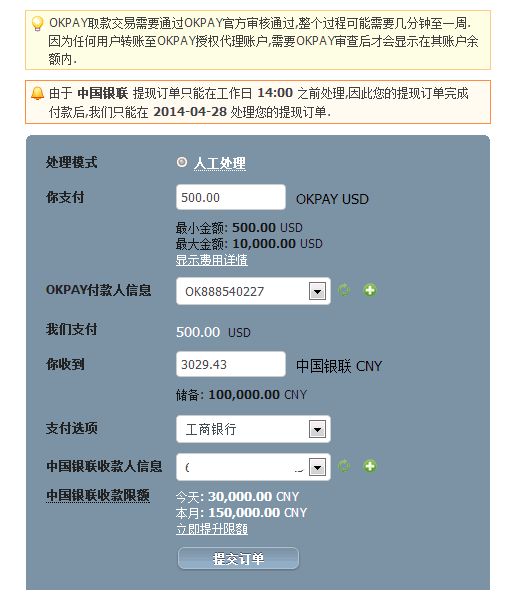 OKPAY取款交易需要通过OKPAY官方审核通过,整个过程可能需要几分钟至一周.
因为任何用户转账至OKPAY授权代理账户,需要OKPAY审查后才会显示在其账户余
额内.
由于 中国银联 提现订单只能在工作日 14:00 之前处理,因此您的提现订单完成
付款后,我们只能在 2014-04-28 处理您的提现订单.
处理模式 人工处理
你支付 500.00 OKPAY USD
最小金额: 500.00 USD
最大金额: 10,000.00 USD
显示费用详情
OKPAY付款人信息 OK888540227
我们支付 500.00 USD
你收到 3029.43 中国银联 CNY
储备: 100,000.00 CNY
支付选项 工商银行
中国银联收款人信息 6
中国银联收款限额 今天: 30,000.00 CNY
本月: 150,000.00 CNY
立即提升限额
提交订单